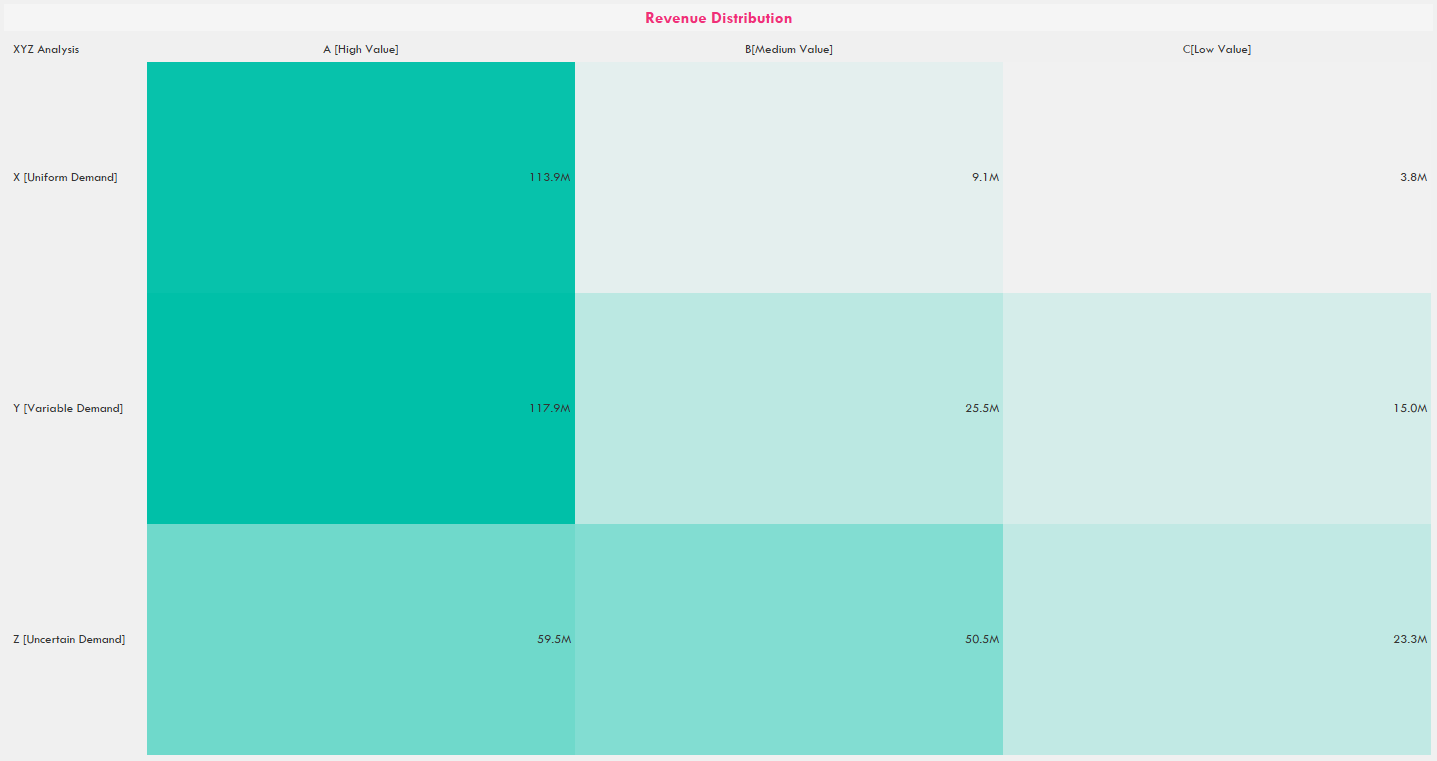 Revenue Distribution
XYZ Analysis A [High Value] B[Medium Value] C[Low Value]
X [Uniform Demand] 113.9M 9.1M 3.8M
Y [Variable Demand] 117.9M 25.5M 15.0M
Z [Uncertain Demand] 59.5M 50.5M 23.3M